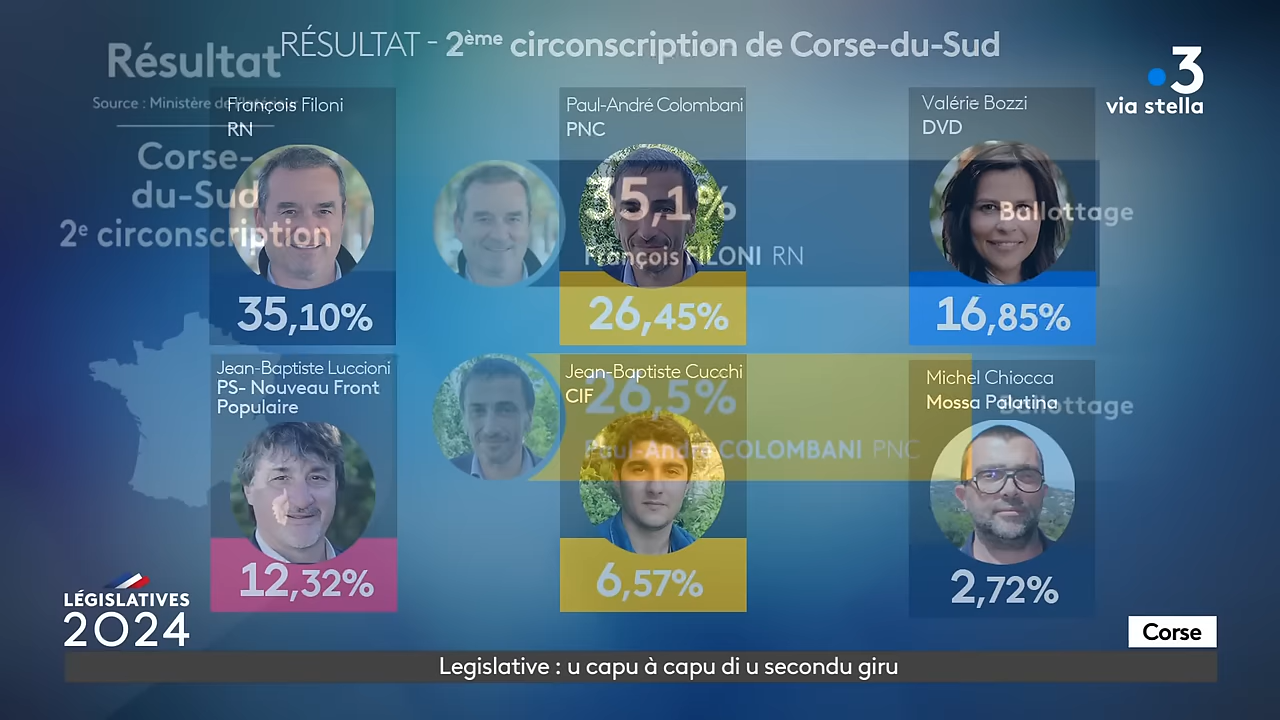 RÉSULTAT - 2ème circonscription de Corse-du-Sud
Résultat
Source : Ministère de l'Intérieur
Corse-
du-Sud
2e circonscription
3
via stella
François Filoni
RN
35,10%
Paul-André Colombani
PNC
26,45%
Valérie Bozzi
DVD
16,85%
35,1%
François FILONI RN
Ballottage
Jean-Baptiste Luccioni
PS- Nouveau Front
Populaire
12,32%
Jean-Baptiste Cucchi
CIF
6,57%
Michel Chiocca
Mossa Palatina
2,72%
26,5%
Paul-André COLOMBANI PNC
Ballottage
LÉGISLATIVES
2024
Corse
Legislative : u capu à capu di u secondu giru